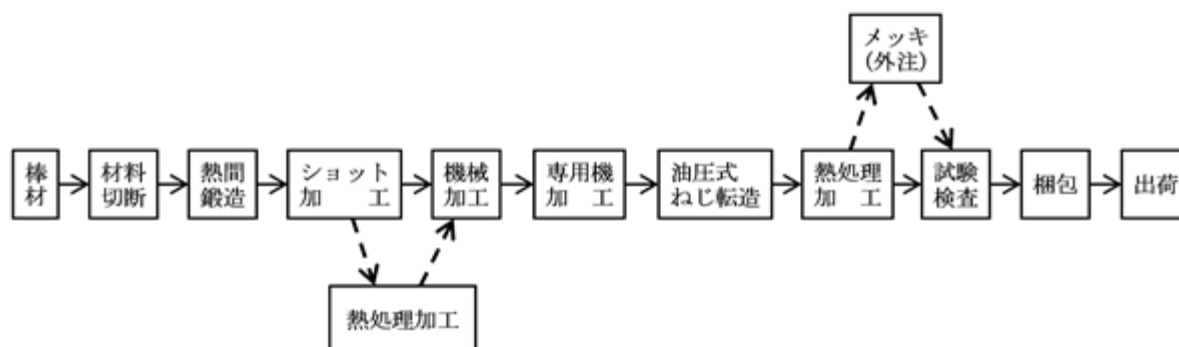 メッキ
(外注)
棒
材
材料
切断
熱間
鍛造
ショット
加　工
機械
加工
専用機
加　工
油圧式
ねじ転造
熱処理
加　工
試験
検査
梱包
出荷
熱処理加工